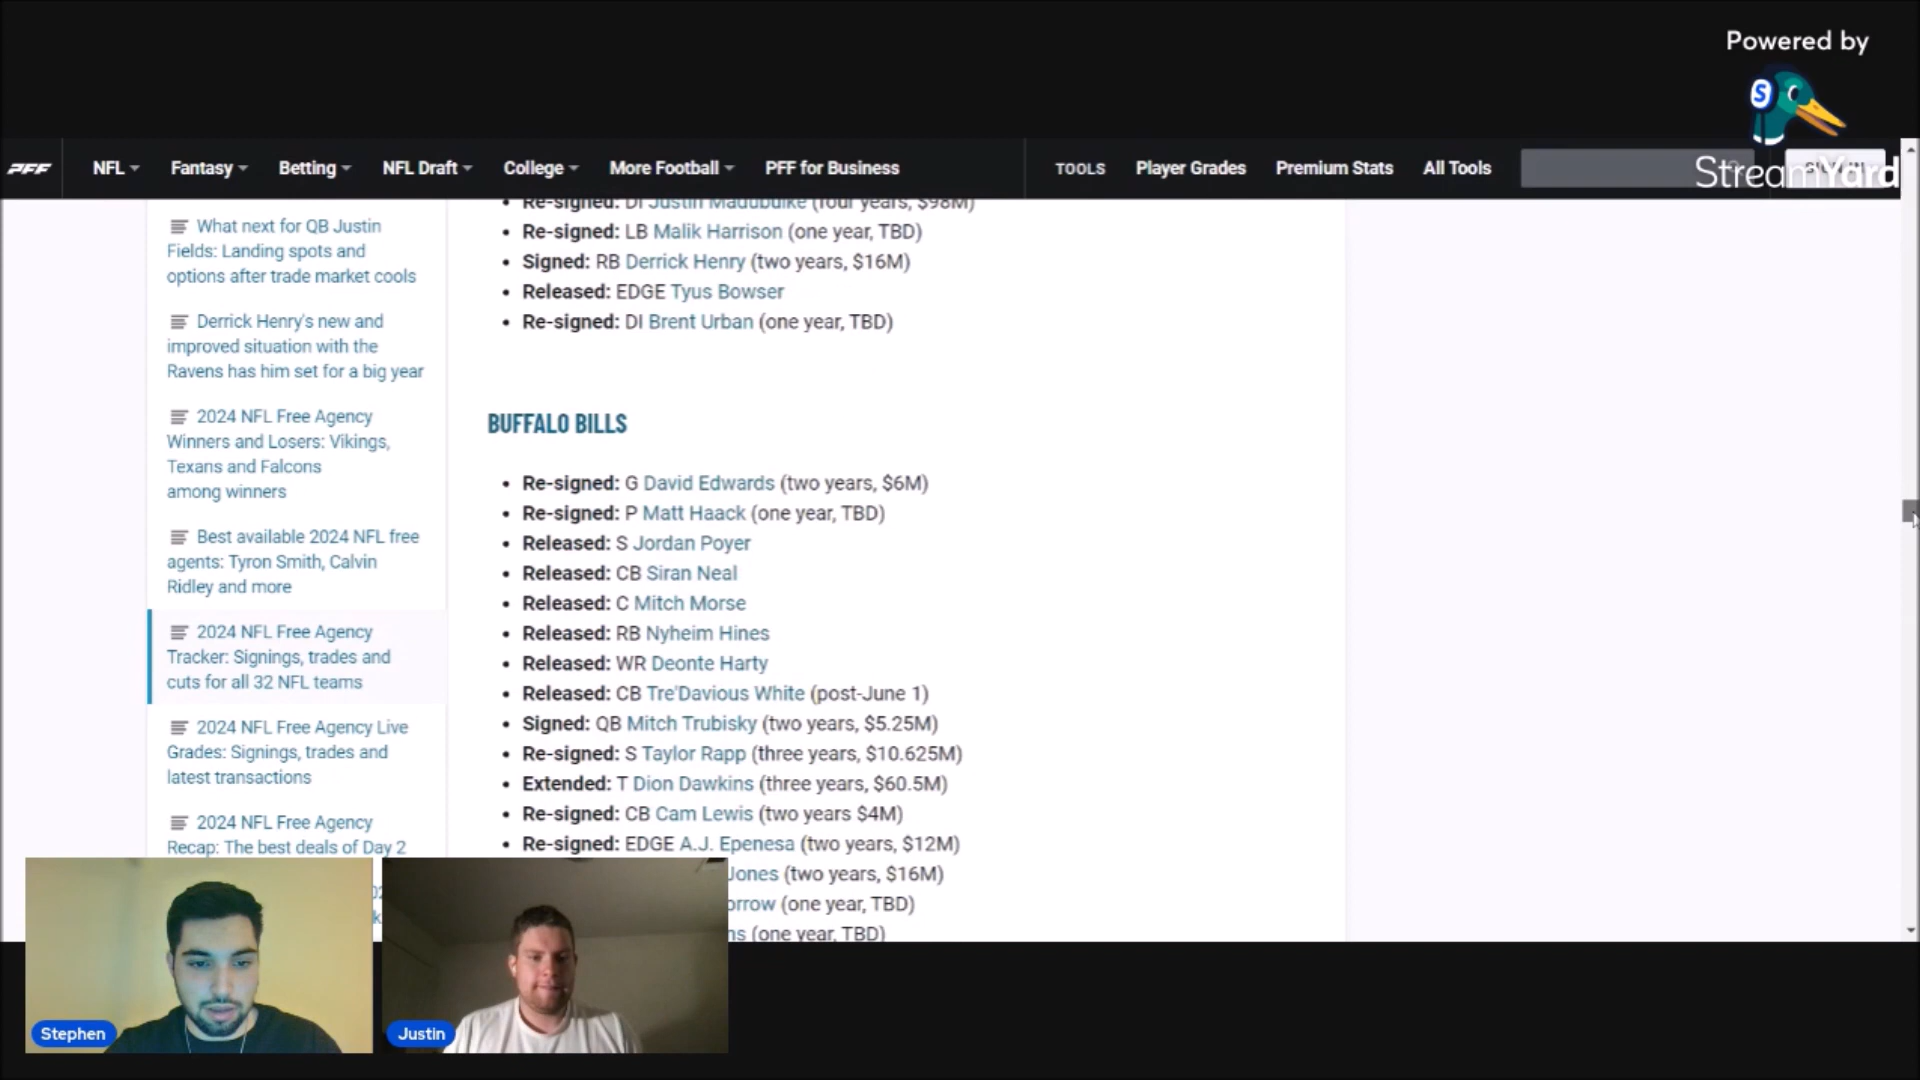 Powered by
S
StreamYard
PFF
NFL
Fantasy
Betting
NFL Draft
College
More Football
PFF for Business
TOOLS
Player Grades
Premium Stats
All Tools
What next for QB Justin
Fields: Landing spots and
options after trade market cools
Derrick Henry's new and
improved situation with the
Ravens has him set for a big year
2024 NFL Free Agency
Winners and Losers: Vikings,
Texans and Falcons
among winners
Best available 2024 NFL free
agents: Tyron Smith, Calvin
Ridley and more
2024 NFL Free Agency
Tracker: Signings, trades and
cuts for all 32 NFL teams
2024 NFL Free Agency Live
Grades: Signings, trades and
latest transactions
2024 NFL Free Agency
Recap: The best deals of Day 2
Re-signed: DI Justin Madubuike (four years, $98M)
• Re-signed: LB Malik Harrison (one year, TBD)
• Signed: RB Derrick Henry (two years, $16M)
• Released: EDGE Tyus Bowser
• Re-signed: DI Brent Urban (one year, TBD)
BUFFALO BILLS
• Re-signed: G David Edwards (two years, $6M)
• Re-signed: P Matt Haack (one year, TBD)
• Released: S Jordan Poyer
• Released: CB Siran Neal
• Released: C Mitch Morse
• Released: RB Nyheim Hines
• Released: WR Deonte Harty
• Released: CB Tre'Davious White (post-June 1)
• Signed: QB Mitch Trubisky (two years, $5.25M)
• Re-signed: S Taylor Rapp (three years, $10.625M)
• Extended: T Dion Dawkins (three years, $60.5M)
• Re-signed: CB Cam Lewis (two years $4M)
• Re-signed: EDGE A.J. Epenesa (two years, $12M)
Jones (two years, $16M)
orrow (one year, TBD)
ns (one year, TBD)
Stephen
Justin